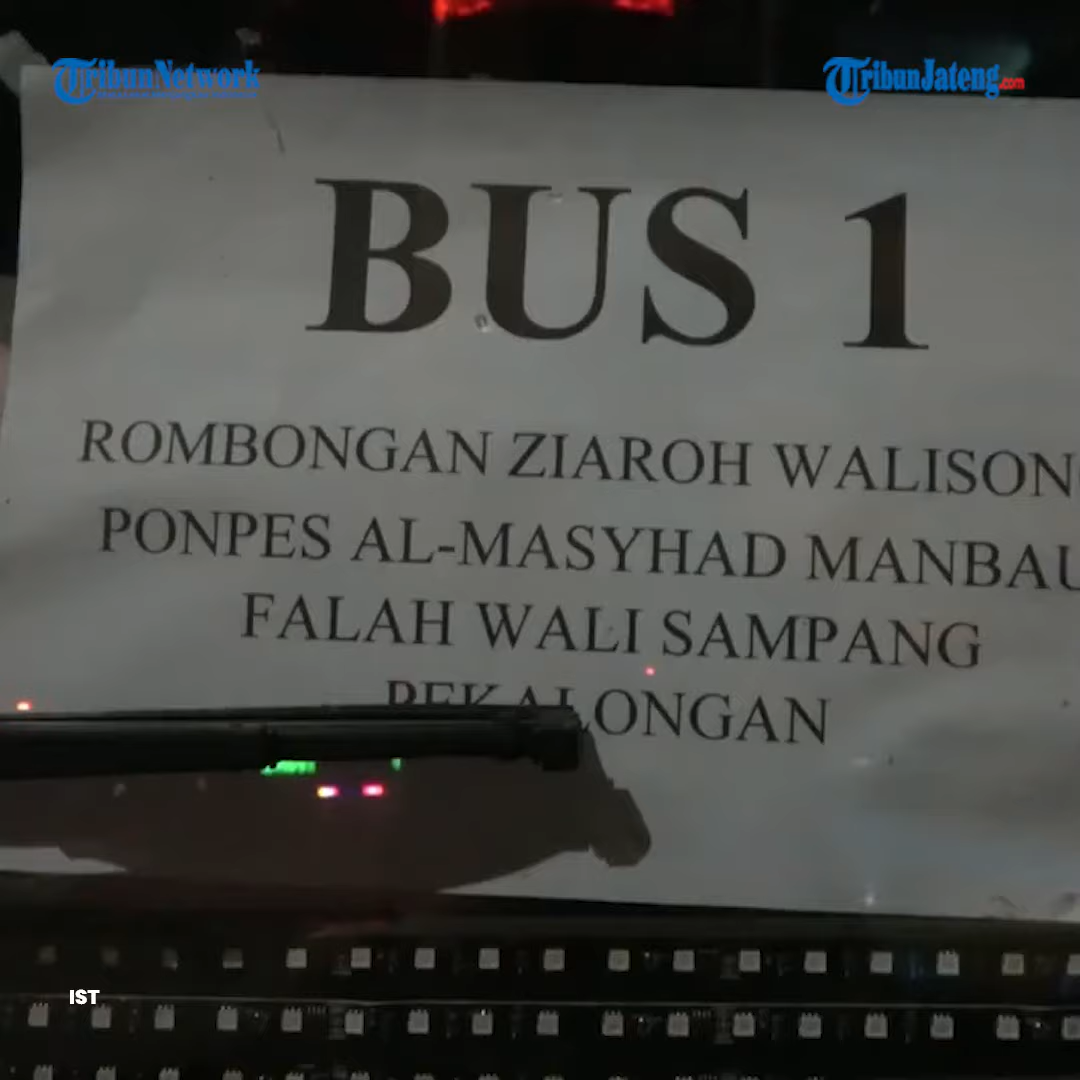 TribunNetwork
TribunJateng.com
BUS 1
ROMBONGAN ZIAROH WALISON
PONPES AL-MASYHAD MANBAU
FALAH WALI SAMPANG
PEKALONGAN
IST